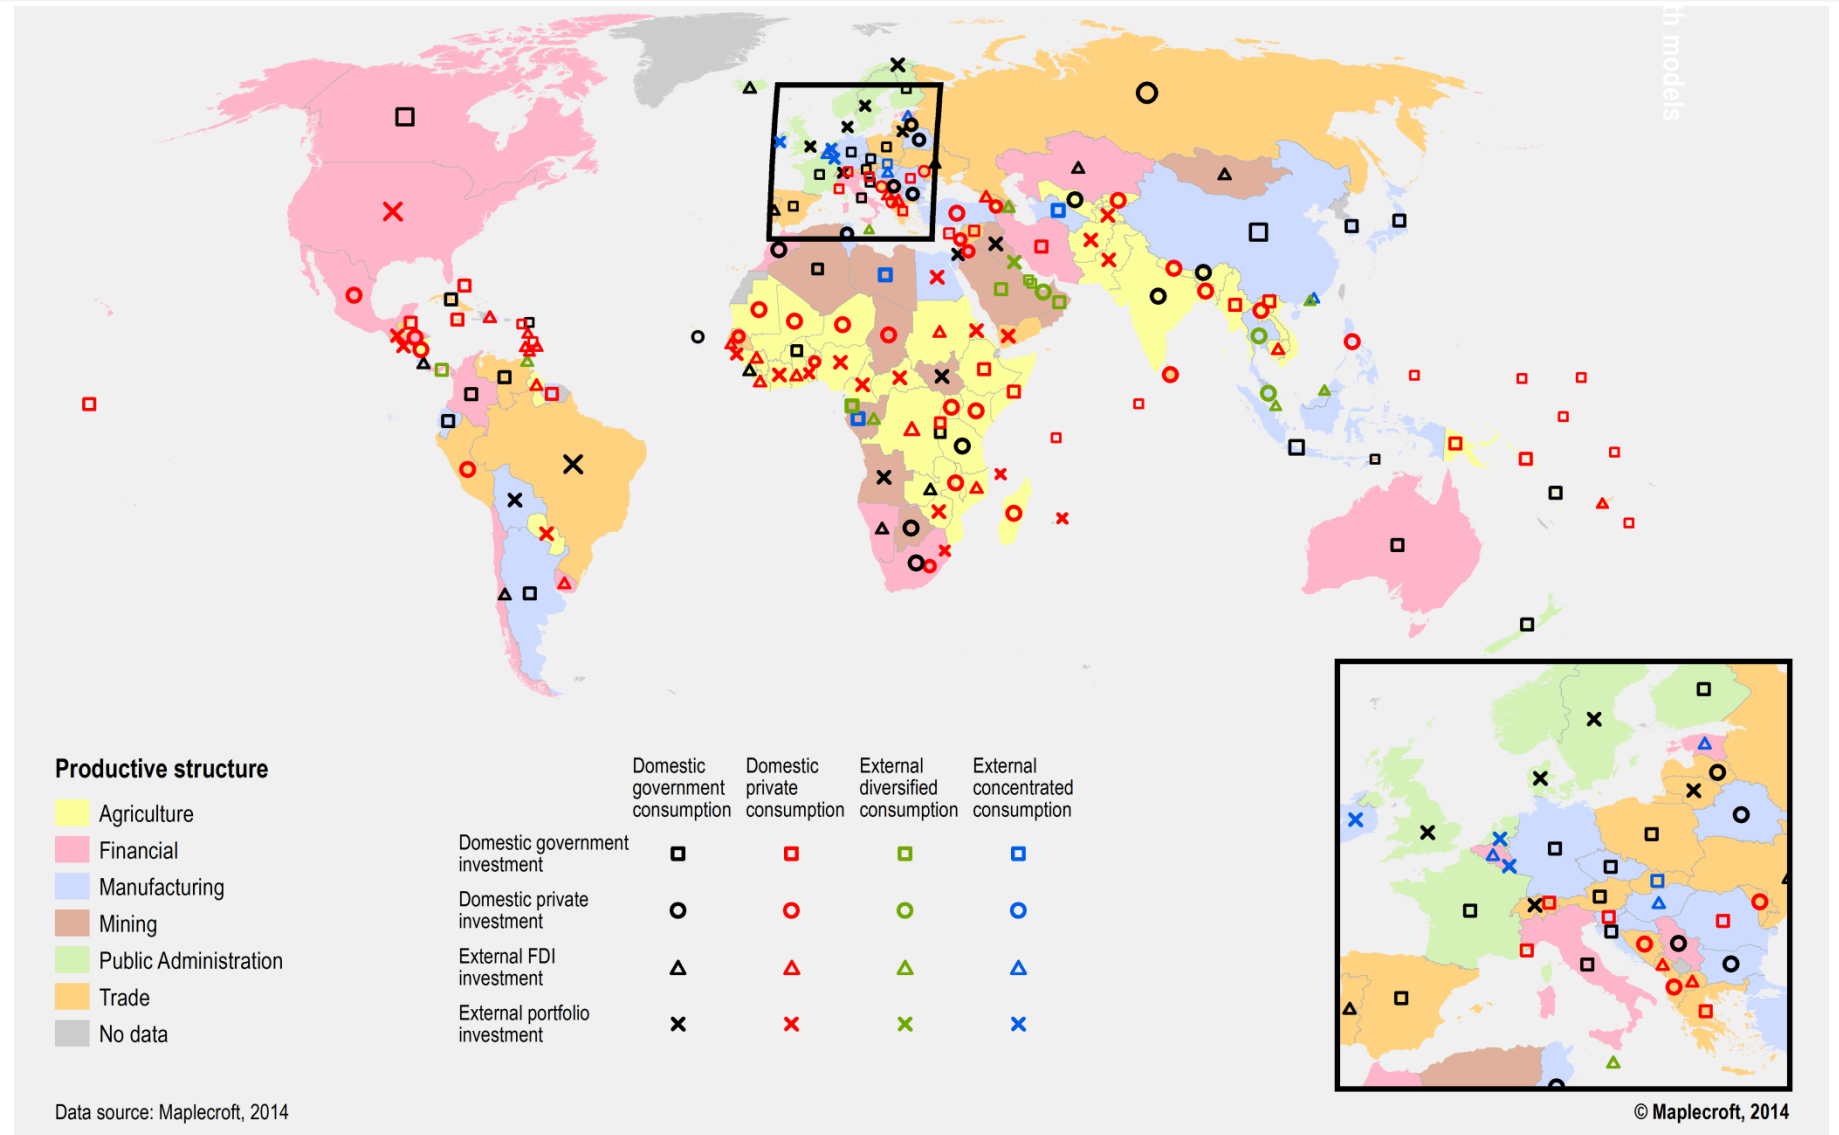 th models
Productive structure
Agriculture
Financial
Manufacturing
Mining
Public Administration
Trade
No data
Domestic
government
consumption
Domestic
private
consumption
External
diversified
consumption
External
concentrated
consumption
Domestic government
investment
Domestic private
investment
External FDI
investment
External portfolio
investment
Data source: Maplecroft, 2014
© Maplecroft, 2014